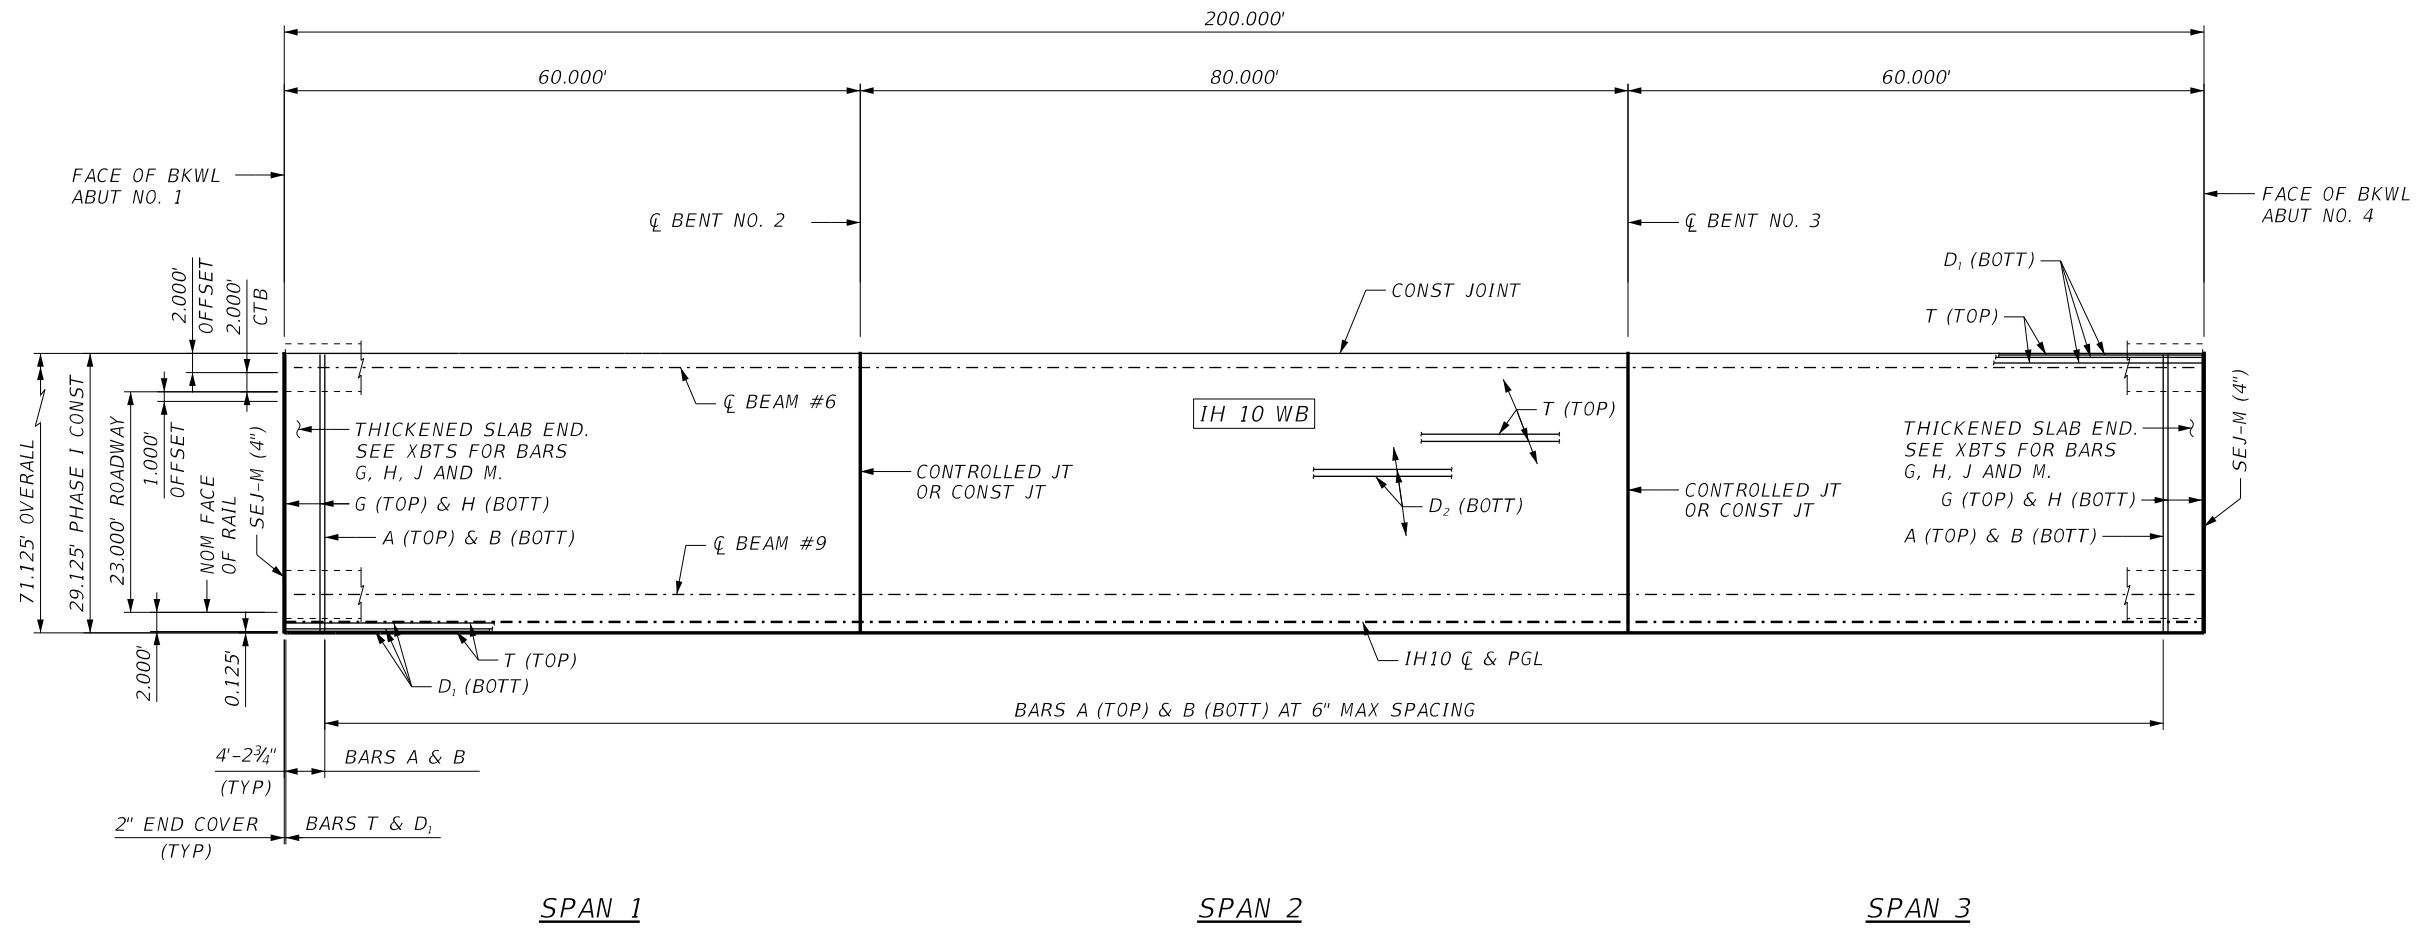 200.000'
60.000'
80.000'
60.000'
FACE OF BKWL
ABUT NO. 1
℄ BENT NO. 2
℄ BENT NO. 3
FACE OF BKWL
ABUT NO. 4
2.000'
OFFSET
2.000'
CTB
CONST JOINT
D₁ (BOTT)
T (TOP)
71.125' OVERALL
29.125' PHASE I CONST
23.000' ROADWAY
1.000'
OFFSET
NOM FACE
OF RAIL
SEJ-M (4")
℄ BEAM #6
IH 10 WB
T (TOP)
THICKENED SLAB END.
SEE XBTS FOR BARS
G, H, J AND M.
G (TOP) & H (BOTT)
A (TOP) & B (BOTT)
CONTROLLED JT
OR CONST JT
D₂ (BOTT)
CONTROLLED JT
OR CONST JT
THICKENED SLAB END.
SEE XBTS FOR BARS
G, H, J AND M.
G (TOP) & H (BOTT)
A (TOP) & B (BOTT)
SEJ-M (4")
℄ BEAM #9
2.000'
0.125'
T (TOP)
D₁ (BOTT)
IH10 ℄ & PGL
BARS A (TOP) & B (BOTT) AT 6" MAX SPACING
4'-2¾"
(TYP)
BARS A & B
2" END COVER
(TYP)
BARS T & D₁
SPAN 1
SPAN 2
SPAN 3